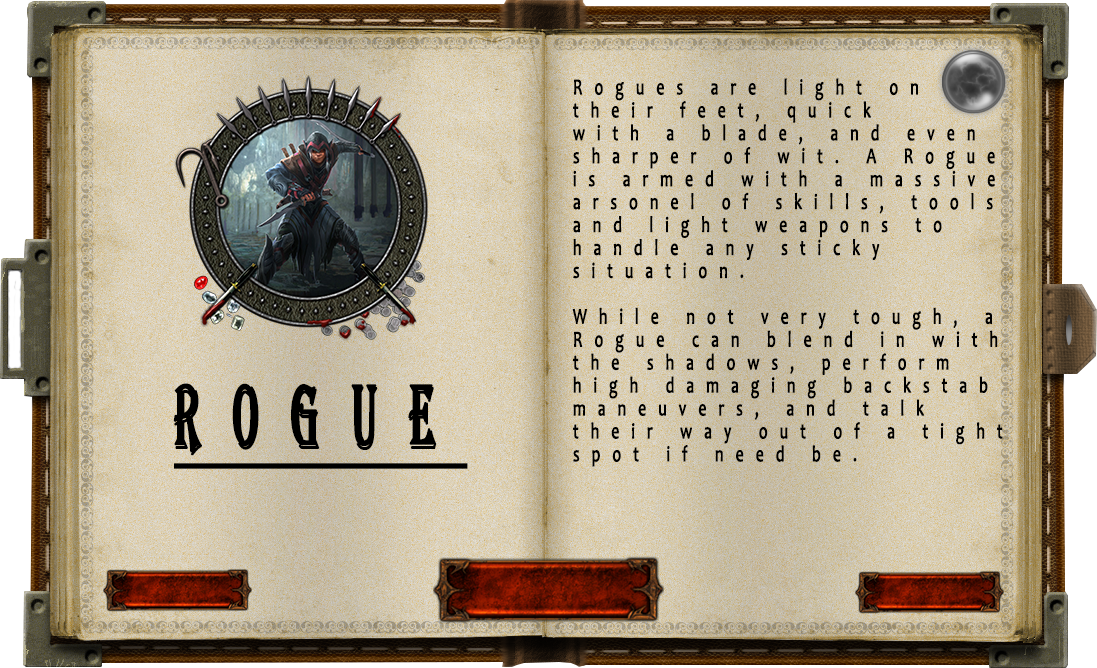 ROGUE
Rogues are light on
their feet, quick
with a blade, and even
sharper of wit. A Rogue
is armed with a massive
arsonel of skills, tools
and light weapons to
handle any sticky
situation.
While not very tough, a
Rogue can blend in with
the shadows, perform
high damaging backstab
maneuvers, and talk
their way out of a tight
spot if need be.